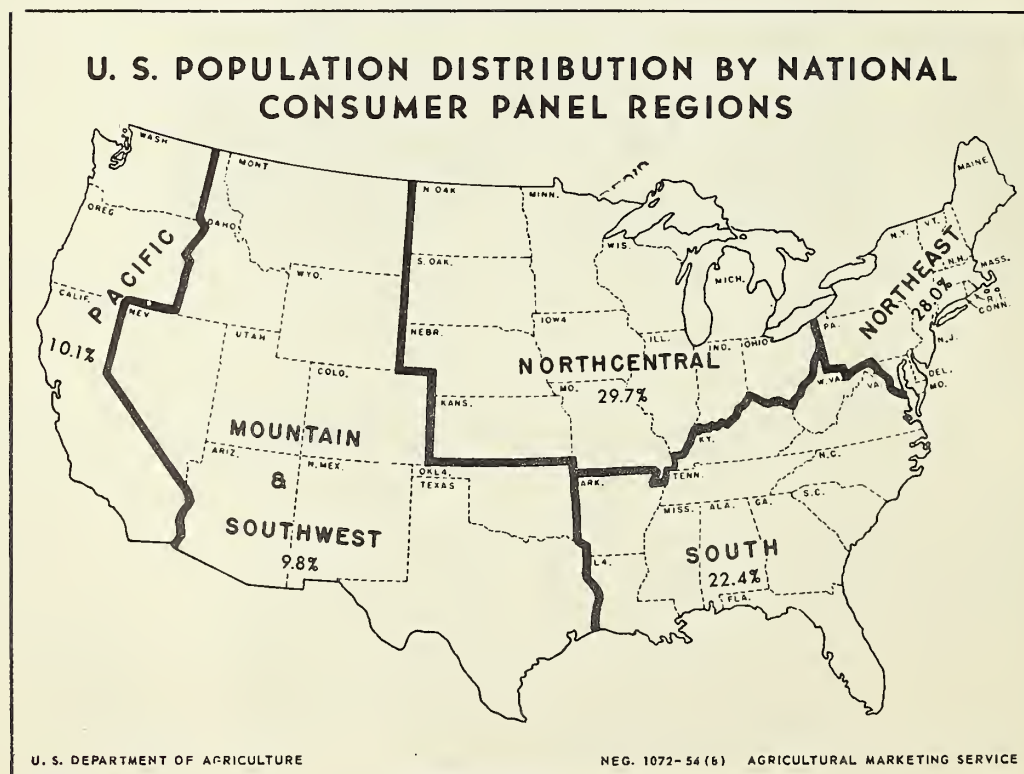 U. S. POPULATION DISTRIBUTION BY NATIONAL
CONSUMER PANEL REGIONS
WASH
MONT
N. OAK
MINN.
MAINE
OREG
IDAHO
WIS.
N.Y.
VT.
N.H.
MASS.
R.I.
CONN.
PACIFIC
WYO.
S. OAK.
MICH.
NORTHEAST
28.0%
CALIF.
NEV
UTAH
NEBR.
IOWA
ILL.
IND.
OHIO
PA.
N.J.
10.1%
COLO.
NORTHCENTRAL
29.7%
KANS.
MO.
W.VA
VA.
DEL.
MO.
MOUNTAIN
&
SOUTHWEST
9.8%
ARIZ.
N. MEX.
OKLA.
TEXAS
ARK.
KY.
TENN.
N.C.
S.C.
MISS.
ALA.
GA.
SOUTH
22.4%
LA.
FLA.
U. S. DEPARTMENT OF AGRICULTURE
NEG. 1072-54 (6) AGRICULTURAL MARKETING SERVICE